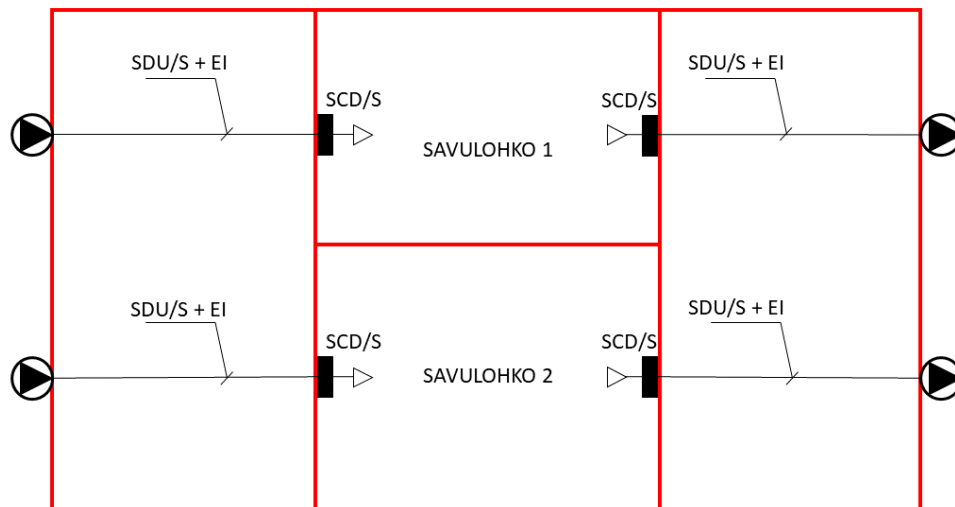 SDU/S + EI
SDU/S + EI
SCD/S
SCD/S
SAVULOHKO 1
SDU/S + EI
SDU/S + EI
SCD/S
SCD/S
SAVULOHKO 2